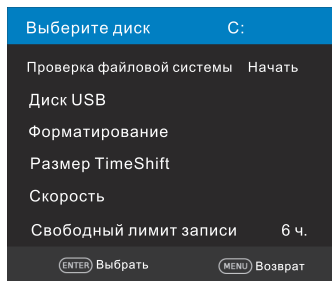 Выберите диск C:
Проверка файловой системы Начать
Диск USB
Форматирование
Размер TimeShift
Скорость
Свободный лимит записи 6 ч.
ENTER Выбрать MENU Возврат